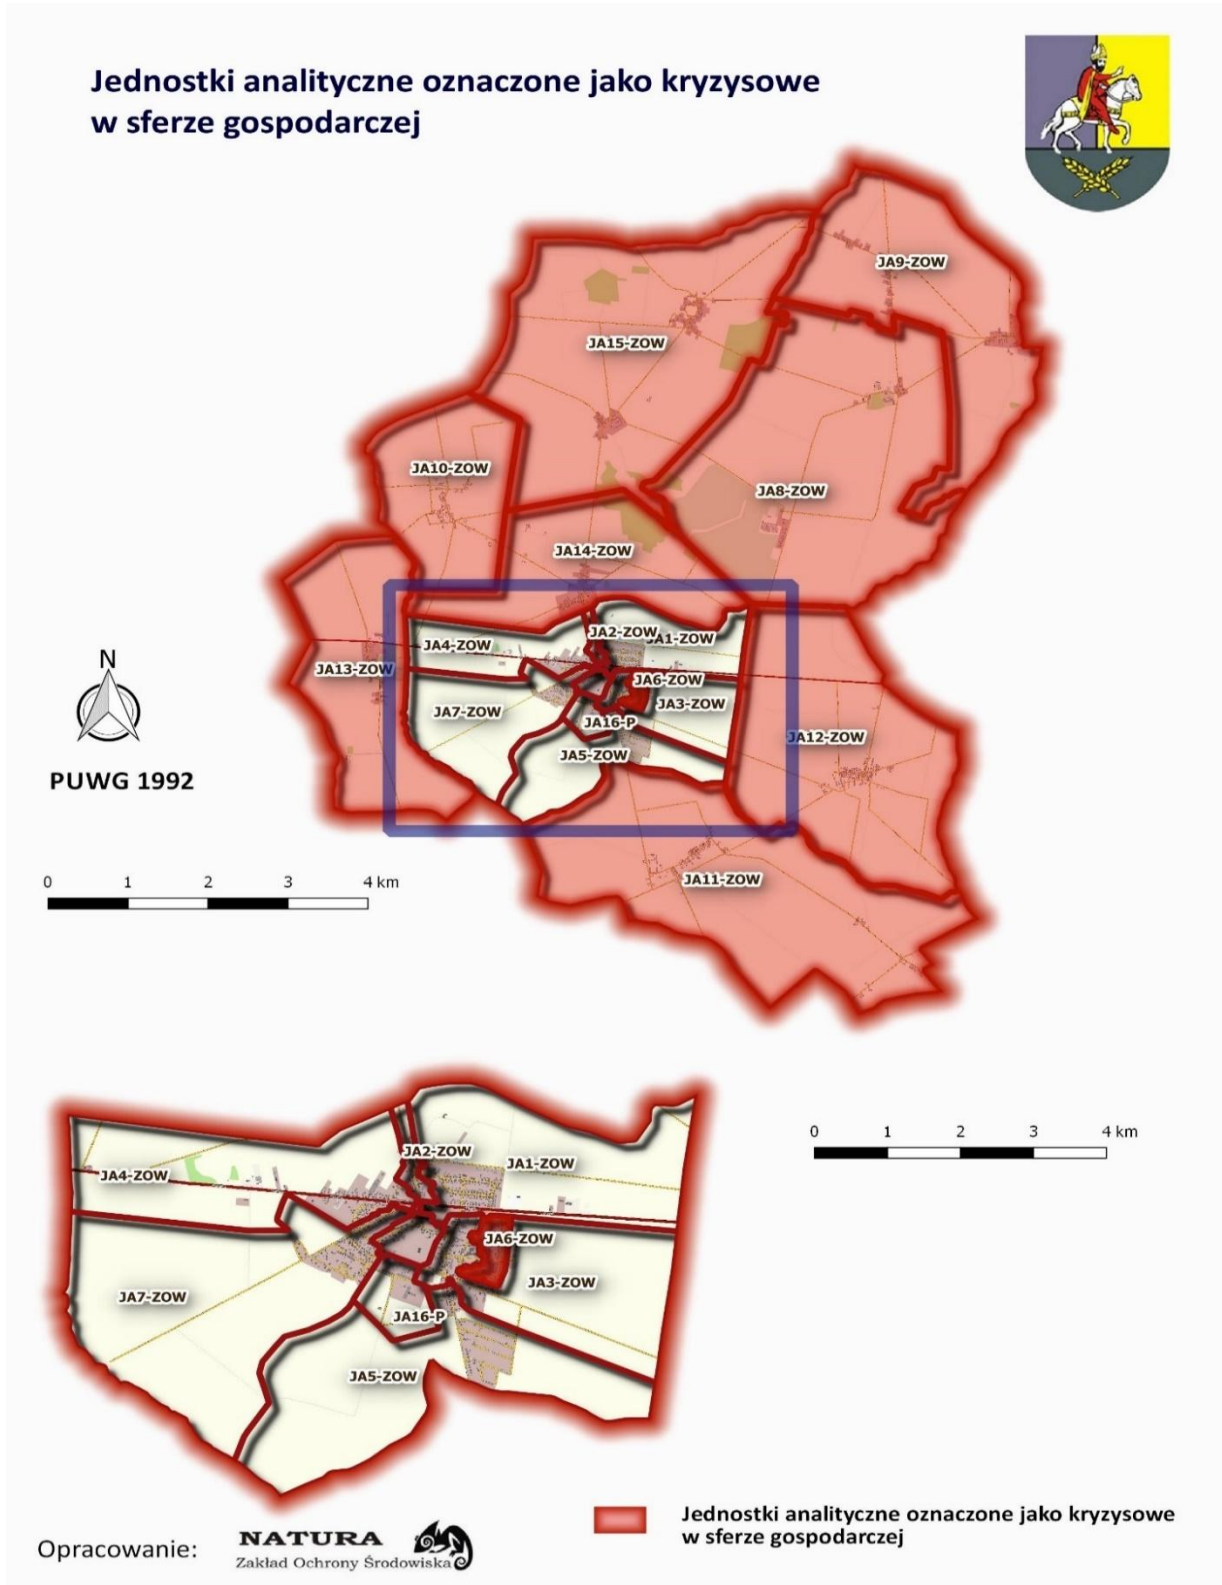 Jednostki analityczne oznaczone jako kryzysowe
w sferze gospodarczej
JA9-ZOW
JA15-ZOW
JA10-ZOW
JA8-ZOW
JA14-ZOW
JA2-ZOW
JA1-ZOW
JA4-ZOW
JA13-ZOW
JA6-ZOW
JA3-ZOW
JA7-ZOW
JA16-P
JA12-ZOW
JA5-ZOW
JA11-ZOW
N
PUWG 1992
0 1 2 3 4 km
0 1 2 3 4 km
JA2-ZOW
JA1-ZOW
JA4-ZOW
JA6-ZOW
JA3-ZOW
JA7-ZOW
JA16-P
JA5-ZOW
Jednostki analityczne oznaczone jako kryzysowe
w sferze gospodarczej
Opracowanie:
NATURA
Zakład Ochrony Środowiska